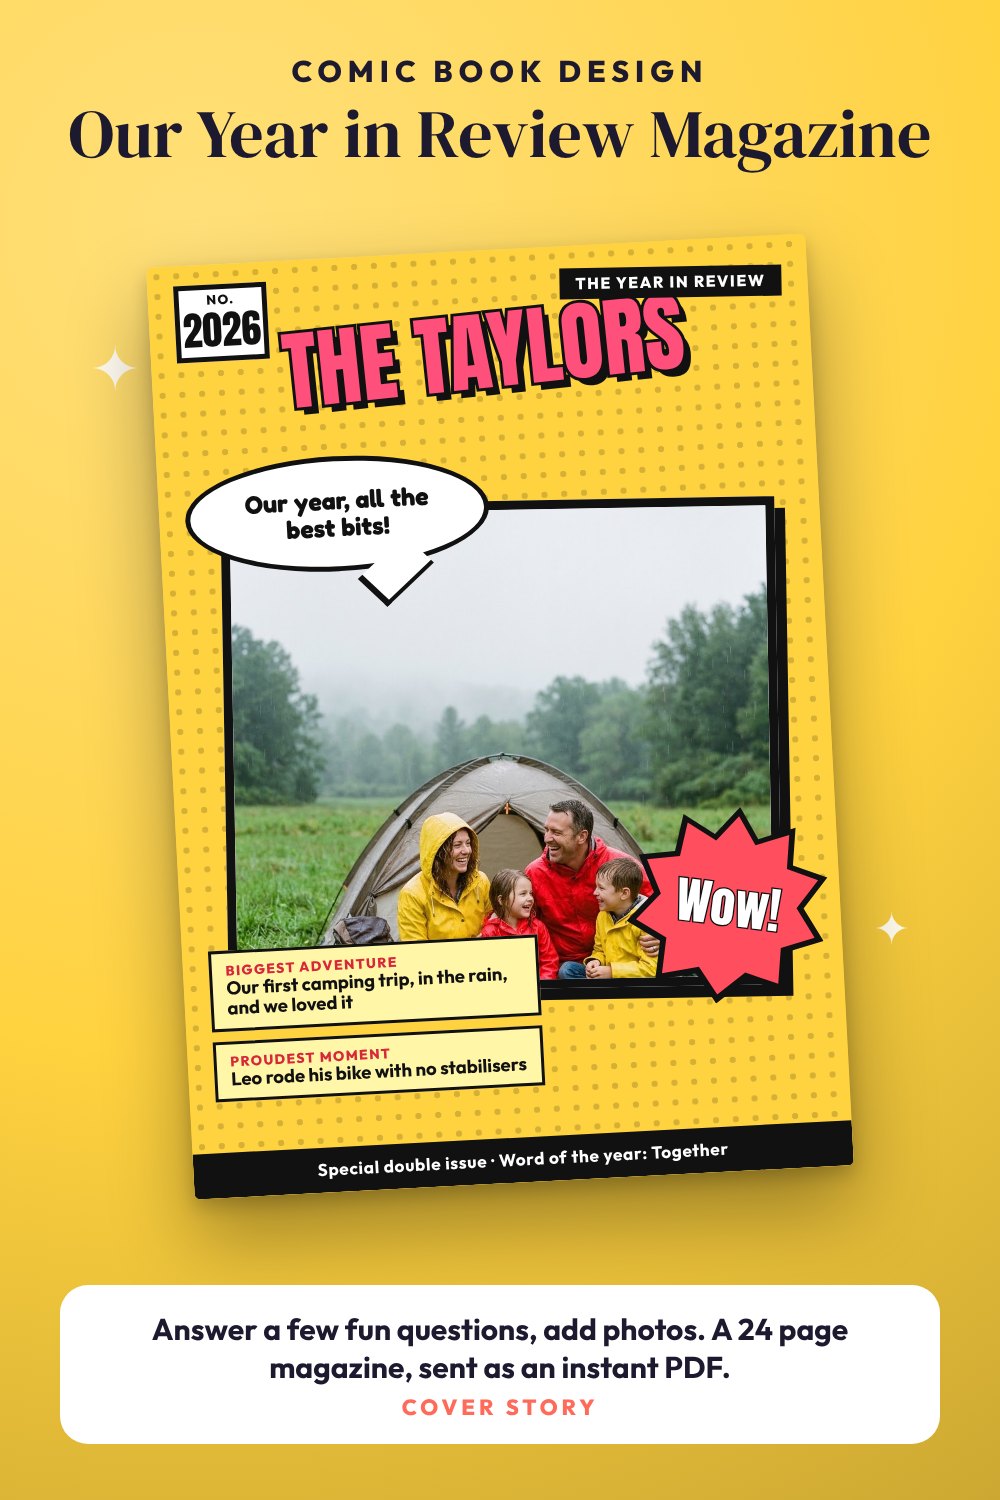 COMIC BOOK DESIGN
Our Year in Review Magazine
NO.
2026
THE YEAR IN REVIEW
THE TAYLORS
Our year, all the
best bits!
Wow!
BIGGEST ADVENTURE
Our first camping trip, in the rain,
and we loved it
PROUDEST MOMENT
Leo rode his bike with no stabilisers
Special double issue · Word of the year: Together
Answer a few fun questions, add photos. A 24 page
magazine, sent as an instant PDF.
COVER STORY